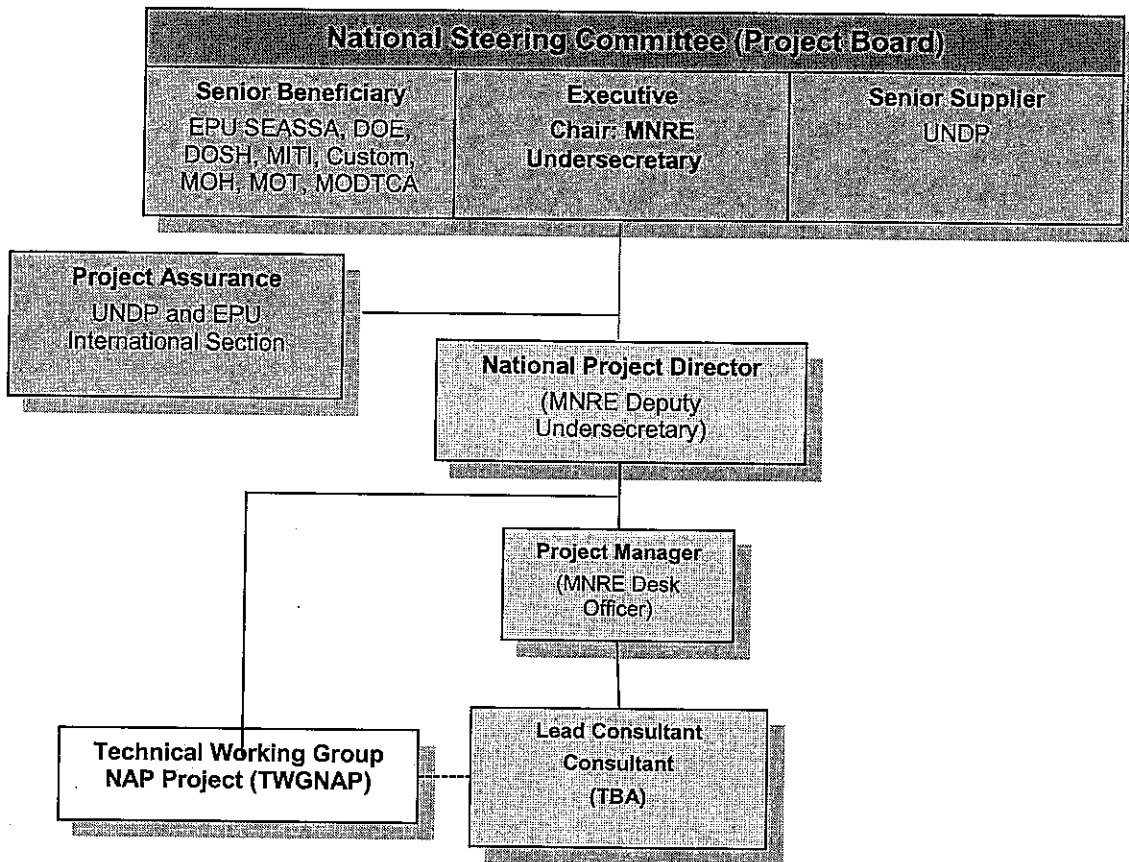 National Steering Committee (Project Board)
Senior Beneficiary
EPU SEASSA, DOE,
DOSH, MITI, Custom,
MOH, MOT, MODTCA
Executive
Chair: MNRE
Undersecretary
Senior Supplier
UNDP
Project Assurance
UNDP and EPU
International Section
National Project Director
(MNRE Deputy
Undersecretary)
Project Manager
(MNRE Desk
Officer)
Technical Working Group
NAP Project (TWGNAP)
Lead Consultant
Consultant
(TBA)